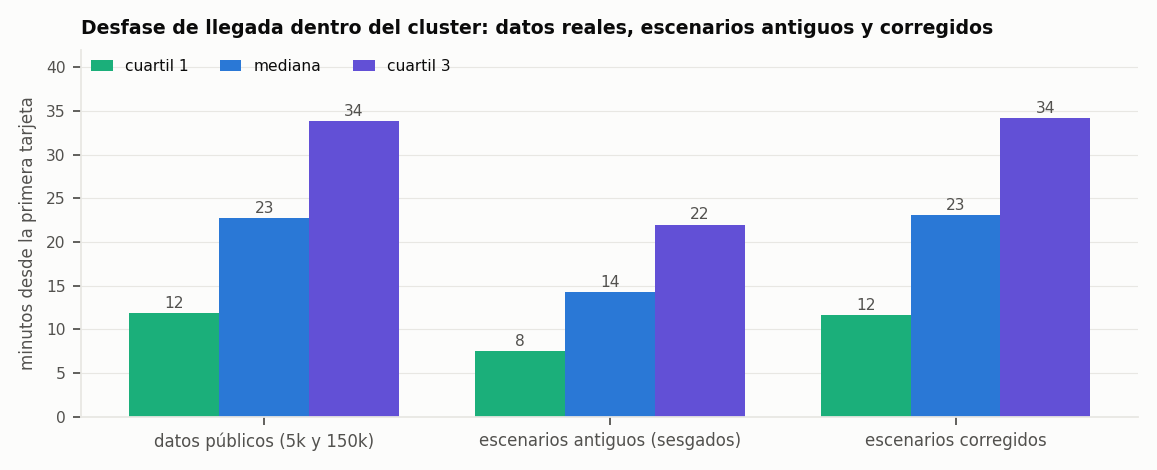 Desfase de llegada dentro del cluster: datos reales, escenarios antiguos y corregidos
cuartil 1 mediana cuartil 3
minutos desde la primera tarjeta
40
35
30
25
20
15
10
5
0
12 23 34
8 14 22
12 23 34
datos públicos (5k y 150k) escenarios antiguos (sesgados) escenarios corregidos